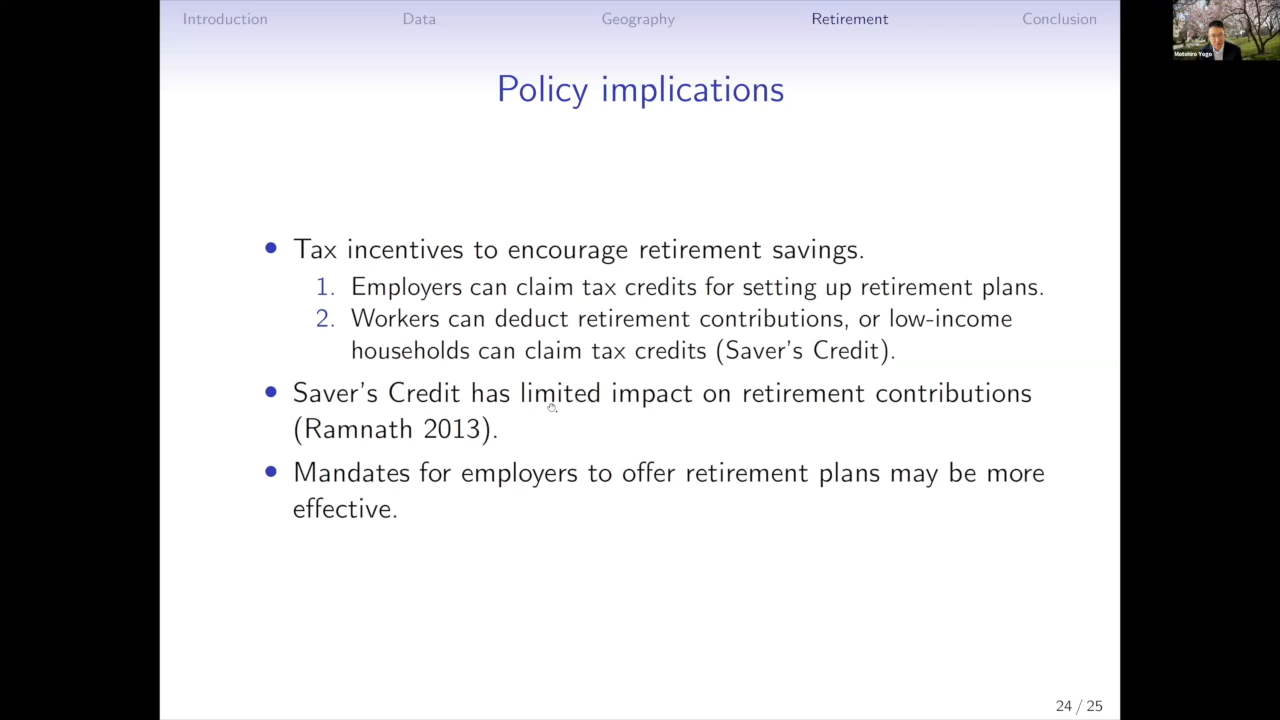 Introduction Data Geography Retirement Conclusion
Motohiro Yogo
Policy implications
• Tax incentives to encourage retirement savings.
1. Employers can claim tax credits for setting up retirement plans.
2. Workers can deduct retirement contributions, or low-income
households can claim tax credits (Saver's Credit).
• Saver's Credit has limited impact on retirement contributions
(Ramnath 2013).
• Mandates for employers to offer retirement plans may be more
effective.
24 / 25